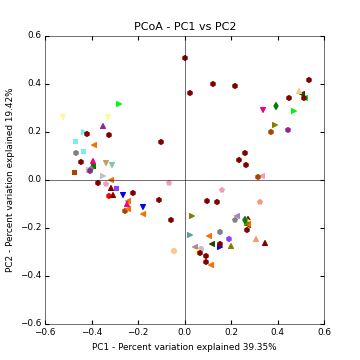 PCoA - PC1 vs PC2
0.6
0.4
0.2
0.0
−0.2
−0.4
−0.6
PC2 - Percent variation explained 19.42%
−0.6 −0.4 −0.2 0.0 0.2 0.4 0.6
PC1 - Percent variation explained 39.35%